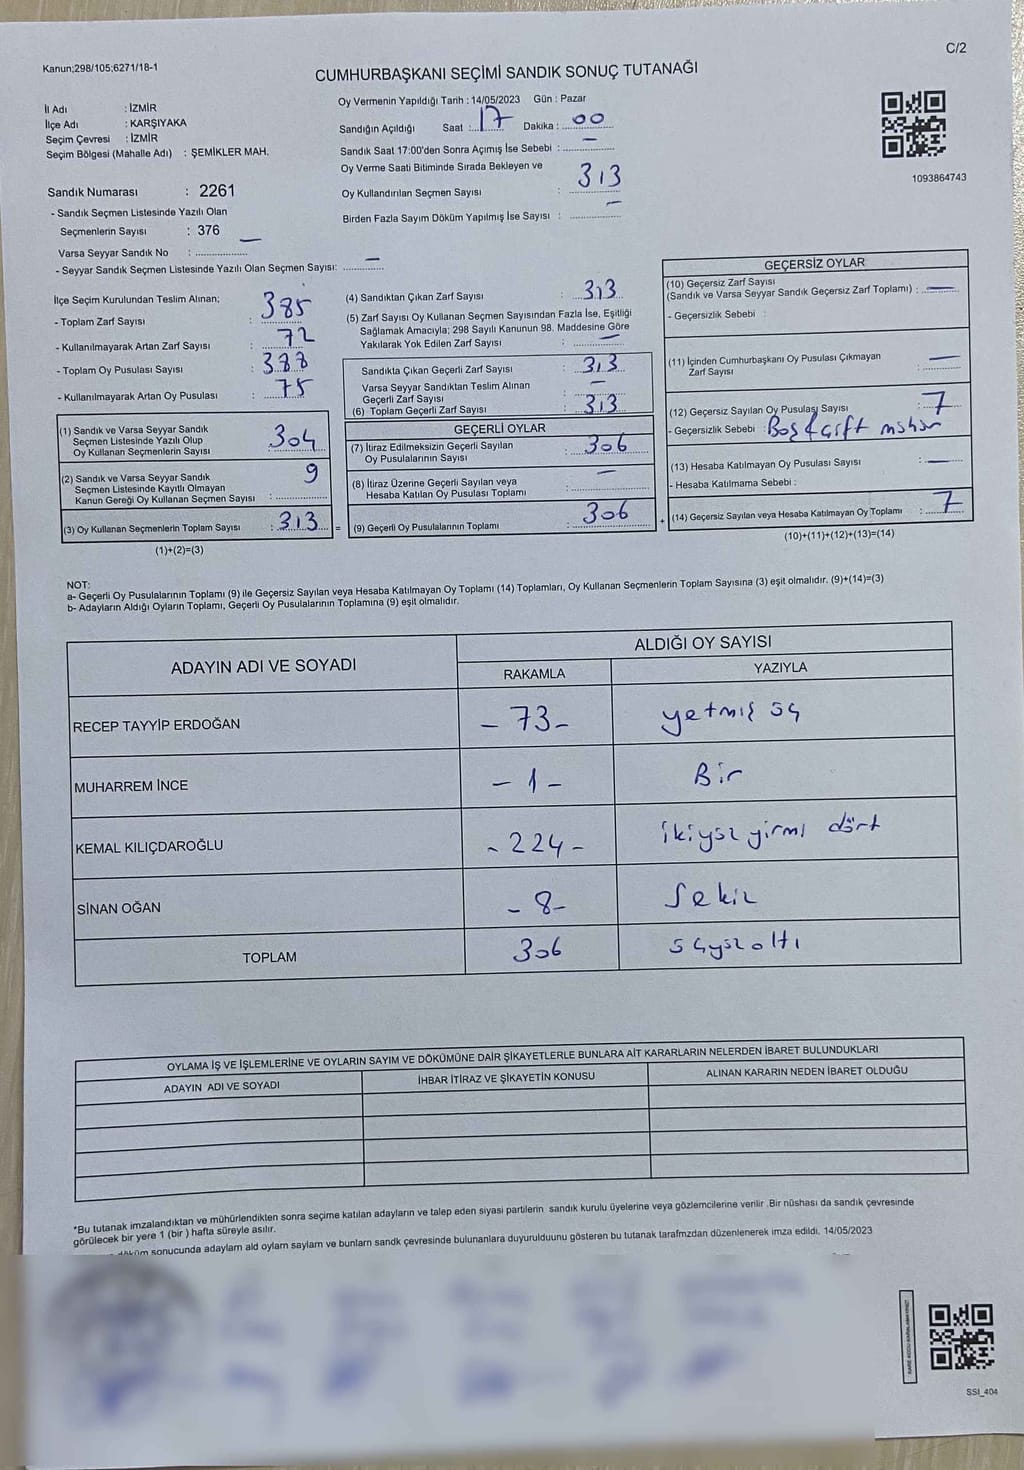 C/2
Kanun;298/105;6271/18-1
CUMHURBAŞKANI SEÇİMİ SANDIK SONUÇ TUTANAĞI
İl Adı : İZMİR
İlçe Adı : KARŞIYAKA
Seçim Çevresi : İZMİR
Seçim Bölgesi (Mahalle Adı) : ŞEMİKLER MAH.
Oy Vermenin Yapıldığı Tarih : 14/05/2023 Gün : Pazar
Sandığın Açıldığı Saat : 17 Dakika : 00
Sandık Saat 17:00'den Sonra Açımış İse Sebebi : —
Oy Verme Saati Bitiminde Sırada Bekleyen ve
Oy Kullandırılan Seçmen Sayısı : 313
Birden Fazla Sayım Döküm Yapılmış İse Sayısı : —
1093864743
Sandık Numarası : 2261
- Sandık Seçmen Listesinde Yazılı Olan
Seçmenlerin Sayısı : 376
Varsa Seyyar Sandık No : —
- Seyyar Sandık Seçmen Listesinde Yazılı Olan Seçmen Sayısı: —
İlçe Seçim Kurulundan Teslim Alınan;
- Toplam Zarf Sayısı : 385
- Kullanılmayarak Artan Zarf Sayısı : 72
- Toplam Oy Pusulası Sayısı : 388
- Kullanılmayarak Artan Oy Pusulası : 75
(1) Sandık ve Varsa Seyyar Sandık
Seçmen Listesinde Yazılı Olup
Oy Kullanan Seçmenlerin Sayısı : 304
(2) Sandık ve Varsa Seyyar Sandık
Seçmen Listesinde Kayıtlı Olmayan
Kanun Gereği Oy Kullanan Seçmen Sayısı : 9
(3) Oy Kullanan Seçmenlerin Toplam Sayısı : 313 =
(1)+(2)=(3)
(4) Sandıktan Çıkan Zarf Sayısı : 313
(5) Zarf Sayısı Oy Kullanan Seçmen Sayısından Fazla İse, Eşitliği
Sağlamak Amacıyla; 298 Sayılı Kanunun 98. Maddesine Göre
Yakılarak Yok Edilen Zarf Sayısı : —
Sandıkta Çıkan Geçerli Zarf Sayısı : 313
Varsa Seyyar Sandıktan Teslim Alınan
Geçerli Zarf Sayısı : —
(6) Toplam Geçerli Zarf Sayısı : 313
GEÇERLİ OYLAR
(7) İtiraz Edilmeksizin Geçerli Sayılan
Oy Pusulalarının Sayısı : 306
(8) İtiraz Üzerine Geçerli Sayılan veya
Hesaba Katılan Oy Pusulası Toplamı : —
(9) Geçerli Oy Pusulalarının Toplamı : 306 +
GEÇERSİZ OYLAR
(10) Geçersiz Zarf Sayısı
(Sandık ve Varsa Seyyar Sandık Geçersiz Zarf Toplamı) : —
- Geçersizlik Sebebi :
(11) İçinden Cumhurbaşkanı Oy Pusulası Çıkmayan
Zarf Sayısı : —
(12) Geçersiz Sayılan Oy Pusulası Sayısı : 7
- Geçersizlik Sebebi : Boş çift mühür
(13) Hesaba Katılmayan Oy Pusulası Sayısı : —
- Hesaba Katılmama Sebebi :
(14) Geçersiz Sayılan veya Hesaba Katılmayan Oy Toplamı : 7
(10)+(11)+(12)+(13)=(14)
NOT:
a- Geçerli Oy Pusulalarının Toplamı (9) ile Geçersiz Sayılan veya Hesaba Katılmayan Oy Toplamı (14) Toplamları, Oy Kullanan Seçmenlerin Toplam Sayısına (3) eşit olmalıdır. (9)+(14)=(3)
b- Adayların Aldığı Oyların Toplamı, Geçerli Oy Pusulalarının Toplamına (9) eşit olmalıdır.
ADAYIN ADI VE SOYADI ALDIĞI OY SAYISI
RAKAMLA YAZIYLA
RECEP TAYYİP ERDOĞAN - 73 - yetmiş üç
MUHARREM İNCE - 1 - Bir
KEMAL KILIÇDAROĞLU - 224 - ikiyüz yirmi dört
SİNAN OĞAN - 8 - Sekiz
TOPLAM 306 üçyüz altı
OYLAMA İŞ VE İŞLEMLERİNE VE OYLARIN SAYIM VE DÖKÜMÜNE DAİR ŞİKAYETLERLE BUNLARA AİT KARARLARIN NELERDEN İBARET BULUNDUKLARI
ADAYIN ADI VE SOYADI İHBAR İTİRAZ VE ŞİKAYETİN KONUSU ALINAN KARARIN NEDEN İBARET OLDUĞU
*Bu tutanak imzalandıktan ve mühürlendikten sonra seçime katılan adayların ve talep eden siyasi partilerin sandık kurulu üyelerine veya gözlemcilerine verilir .Bir nüshası da sandık çevresinde
görülecek bir yere 1 (bir ) hafta süreyle asılır.
sonucunda adaylarn ald oylarn saylarn ve bunlarn sandk çevresinde bulunanlara duyurulduunu gösteren bu tutanak tarafmzdan düzenlenerek imza edildi. 14/05/2023
SSI_404